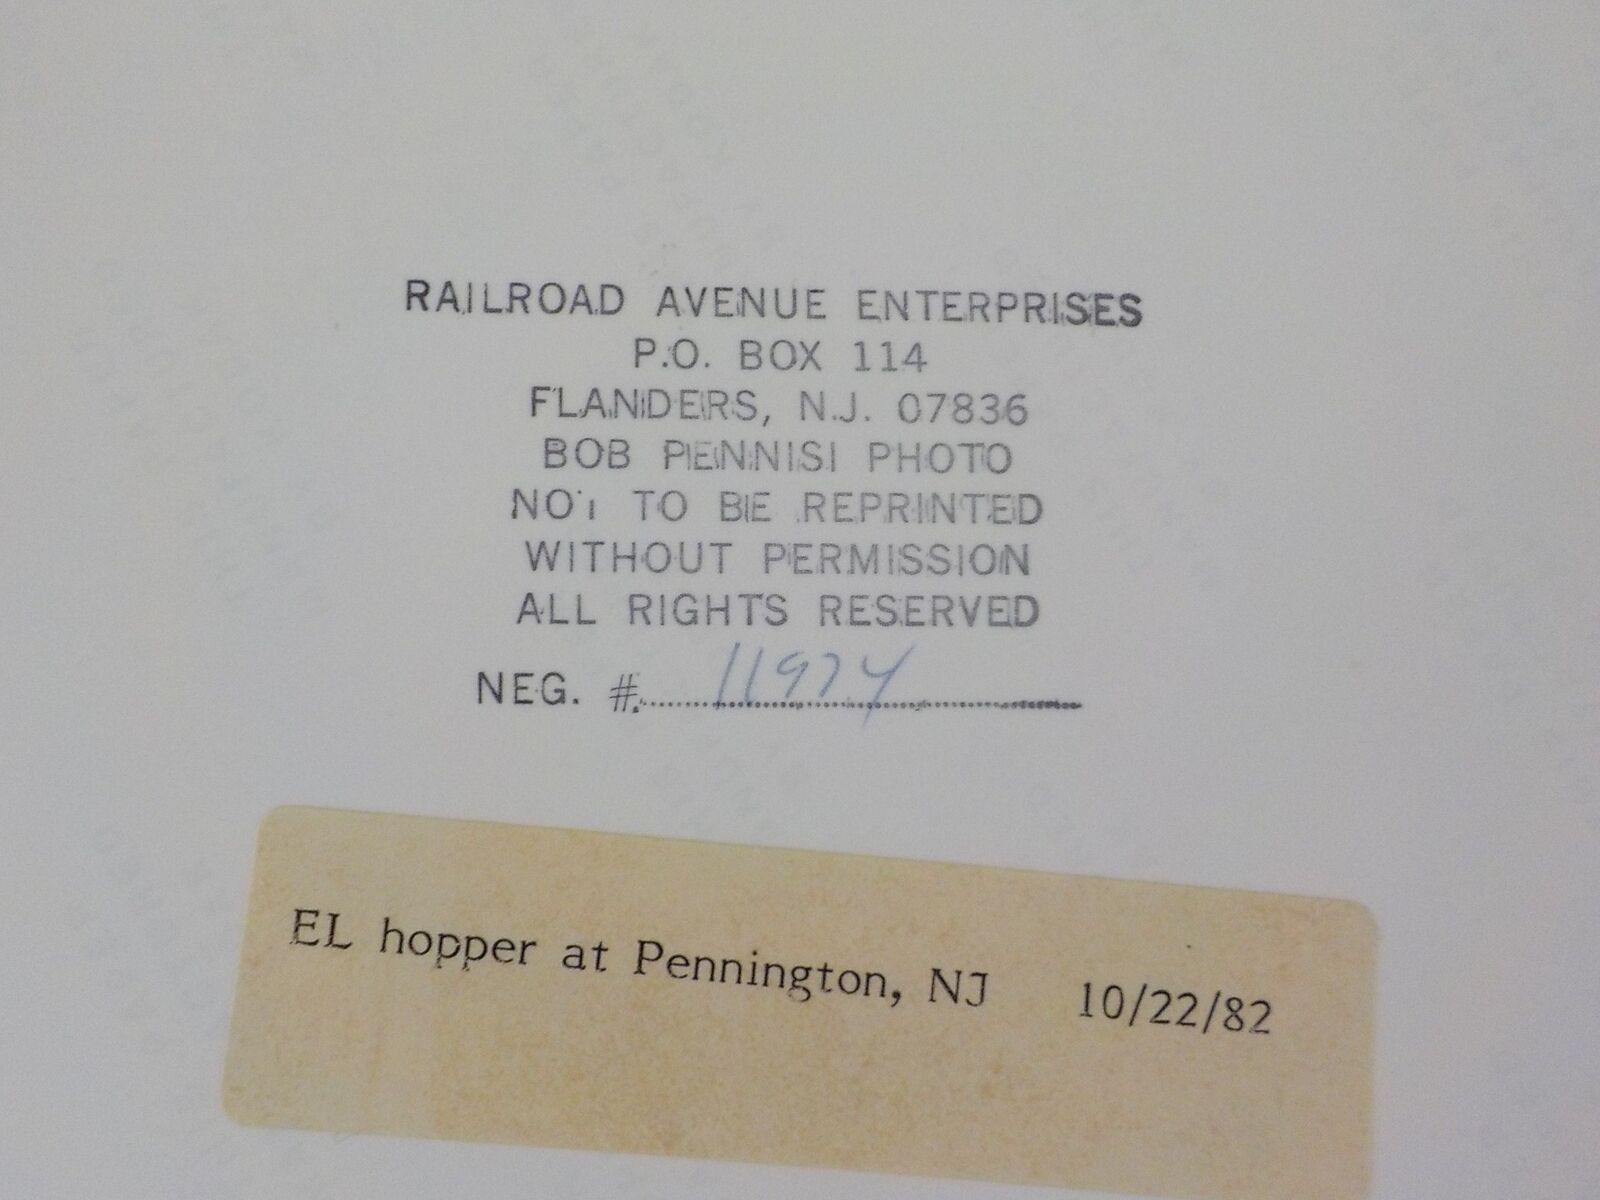 RAILROAD AVENUE ENTERPRISES
P.O. BOX 114
FLANDERS, N.J. 07836
BOB PENNISI PHOTO
NOT TO BE REPRINTED
WITHOUT PERMISSION
ALL RIGHTS RESERVED
NEG. # 11974
EL hopper at Pennington, NJ 10/22/82